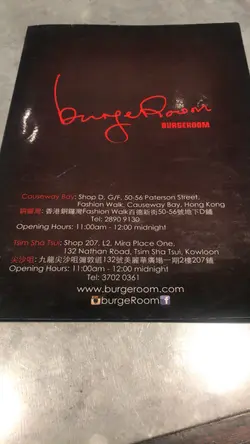 burgeRoom
BURGEROOM
Causeway Bay: Shop D, G/F, 50-56 Paterson Street,
Fashion Walk, Causeway Bay, Hong Kong
銅鑼灣: 香港銅鑼灣Fashion Walk百德新街50-56號地下D舖
Tel: 2890 9130
Opening Hours: 11:00am - 12:00 midnight
Tsim Sha Tsui: Shop 207, L2, Mira Place One,
132 Nathan Road, Tsim Sha Tsui, Kowloon
尖沙咀: 九龍尖沙咀彌敦道132號美麗華廣場一期2樓207舖
Opening Hours: 11:00am - 12:00 midnight
Tel: 3702 0361
www.burgeroom.com
burgeRoom